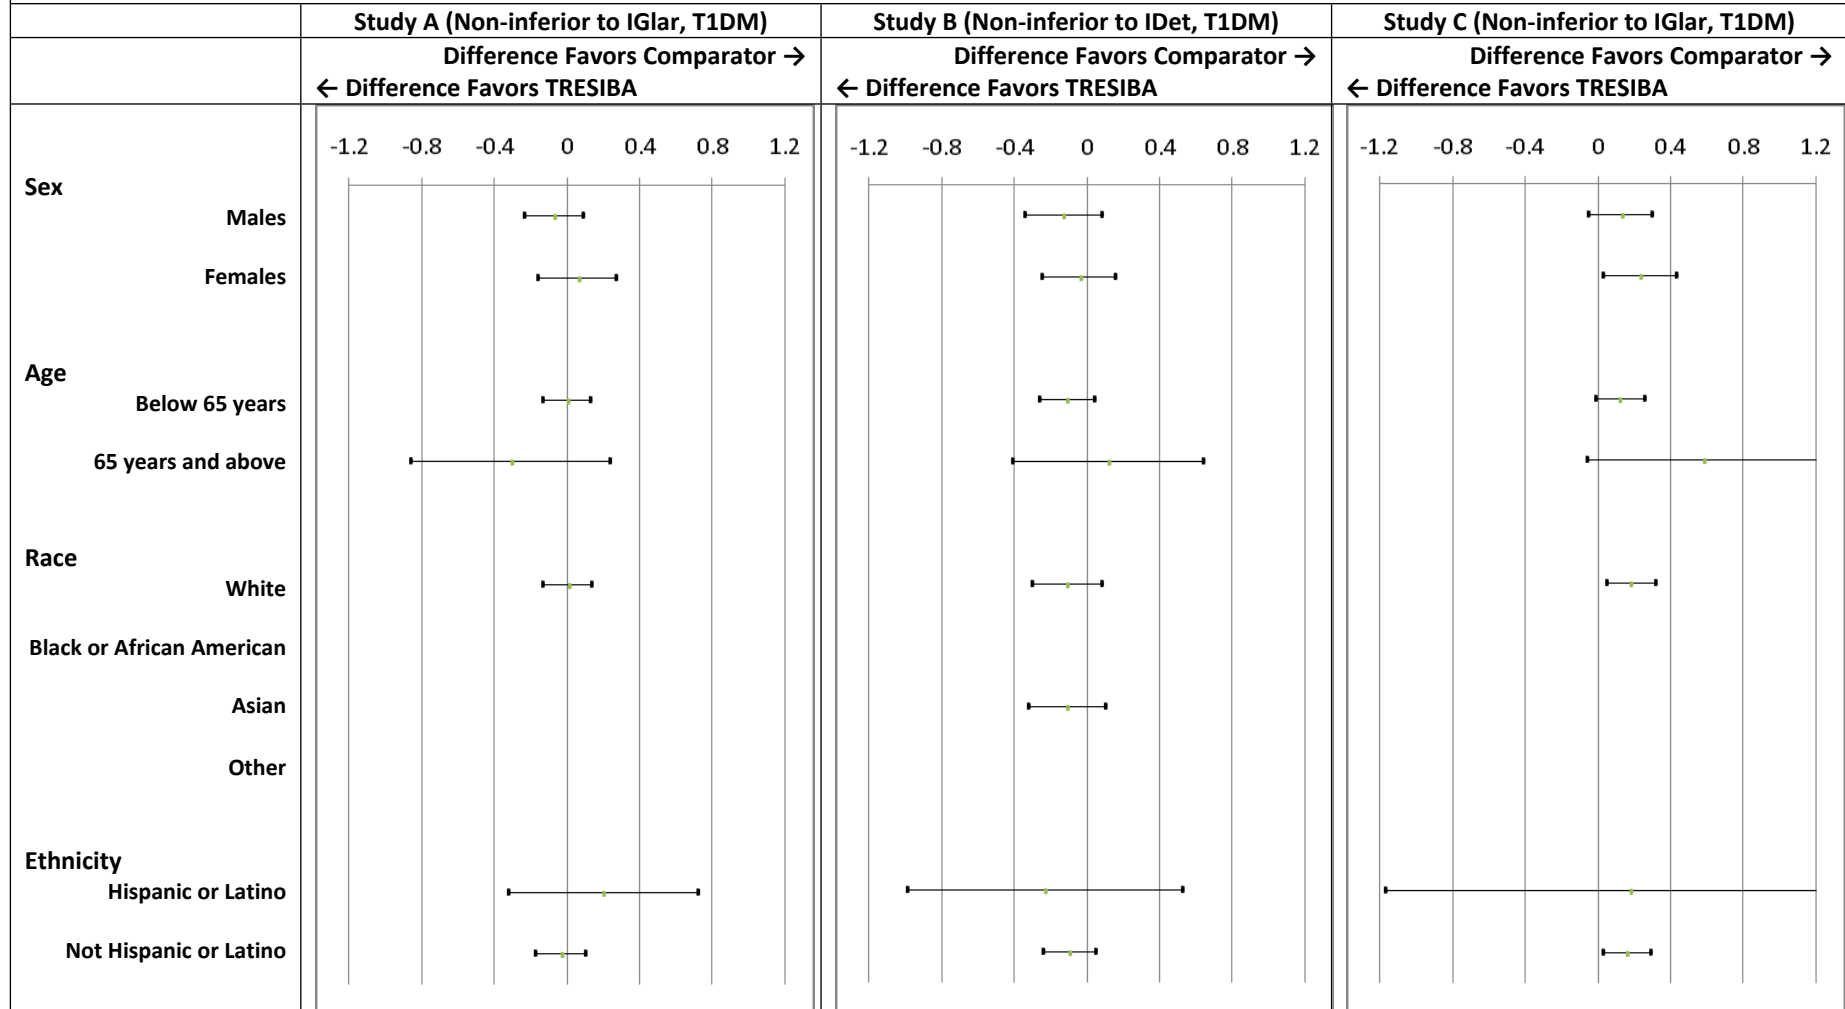 Study A (Non-inferior to IGlar, T1DM) Study B (Non-inferior to IDet, T1DM) Study C (Non-inferior to IGlar, T1DM)
Difference Favors Comparator → Difference Favors Comparator → Difference Favors Comparator →
← Difference Favors TRESIBA ← Difference Favors TRESIBA ← Difference Favors TRESIBA
-1.2 -0.8 -0.4 0 0.4 0.8 1.2 -1.2 -0.8 -0.4 0 0.4 0.8 1.2 -1.2 -0.8 -0.4 0 0.4 0.8 1.2
Sex
Males
Females
Age
Below 65 years
65 years and above
Race
White
Black or African American
Asian
Other
Ethnicity
Hispanic or Latino
Not Hispanic or Latino